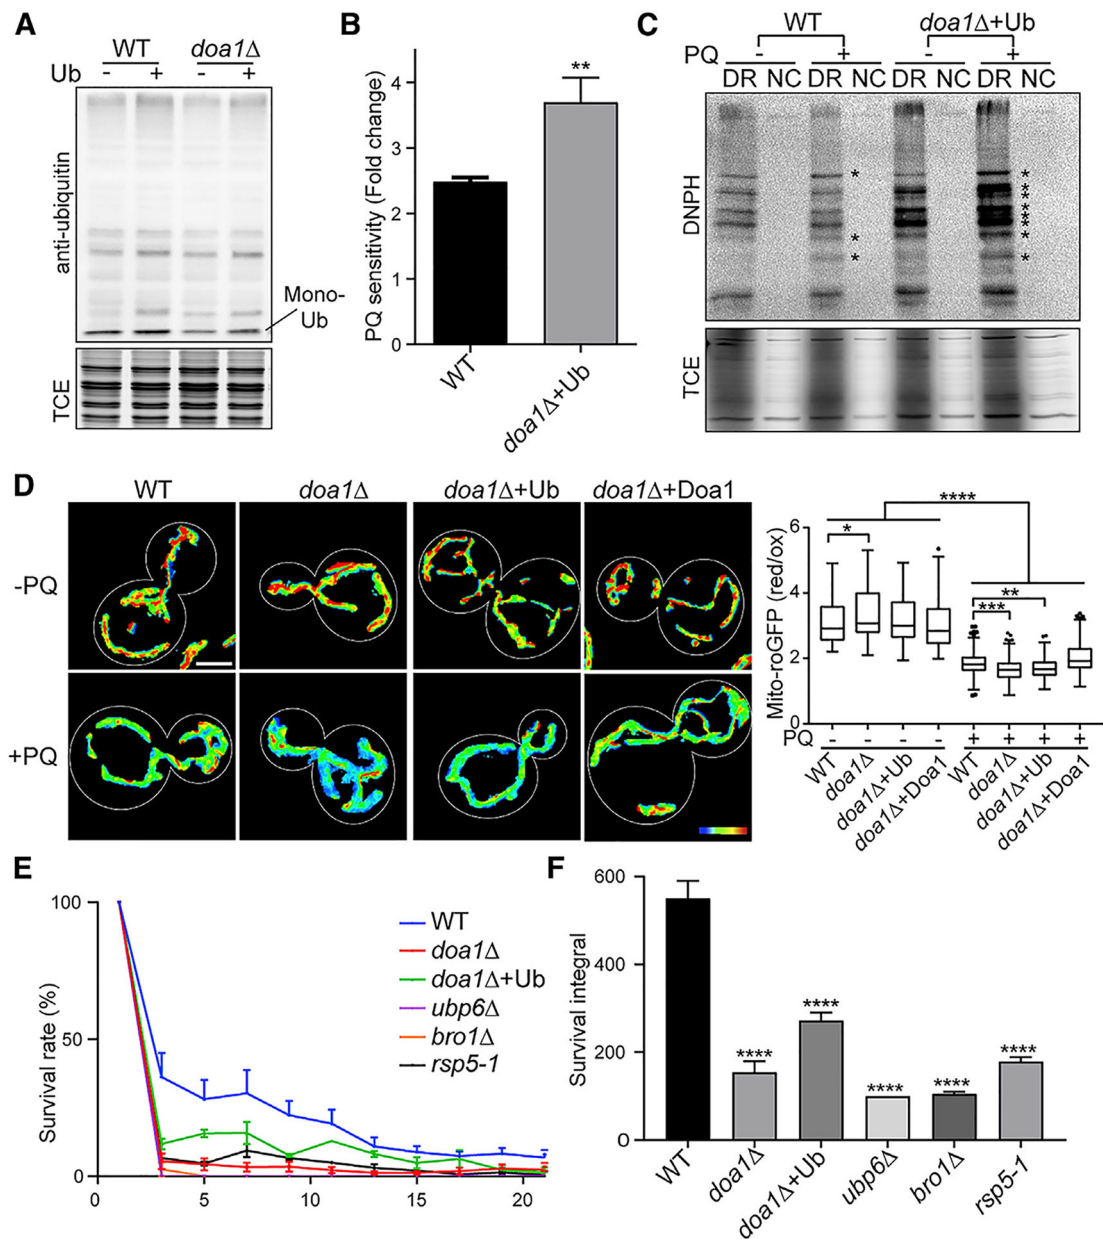 A
WT
doa1Δ
Ub
-
+
-
+
anti-ubiquitin
Mono-
Ub
TCE
B
PQ sensitivity (Fold change)
4
3
2
1
0
**
WT
doa1Δ+Ub
C
WT
doa1Δ+Ub
PQ
-
+
-
+
DR NC DR NC DR NC DR NC
DNPH
*
*
*
*
*
*
*
*
*
*
*
TCE
D
WT
doa1Δ
doa1Δ+Ub
doa1Δ+Doa1
-PQ
+PQ
Mito-roGFP (red/ox)
6
4
2
0
****
*
***
**
PQ
- - - - + + + +
WT
doa1Δ
doa1Δ+Ub
doa1Δ+Doa1
WT
doa1Δ
doa1Δ+Ub
doa1Δ+Doa1
E
Survival rate (%)
100
50
0
0
5
10
15
20
WT
doa1Δ
doa1Δ+Ub
ubp6Δ
bro1Δ
rsp5-1
F
Survival integral
600
400
200
0
****
****
****
****
****
WT
doa1Δ
doa1Δ+Ub
ubp6Δ
bro1Δ
rsp5-1